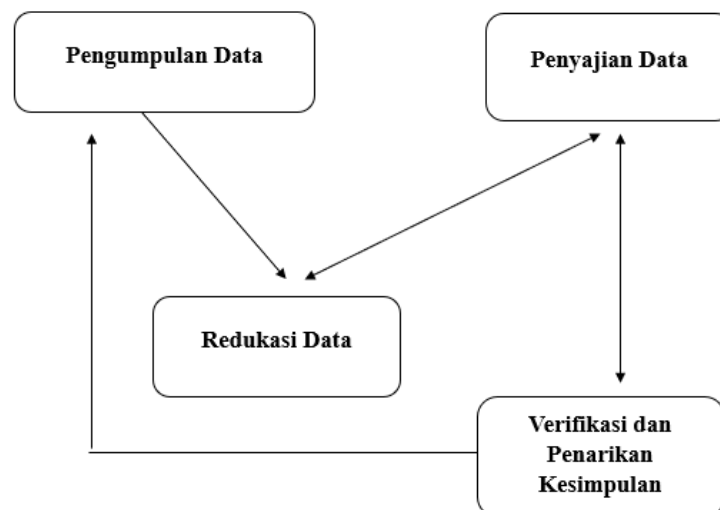 Pengumpulan Data
Penyajian Data
Redukasi Data
Verifikasi dan
Penarikan
Kesimpulan